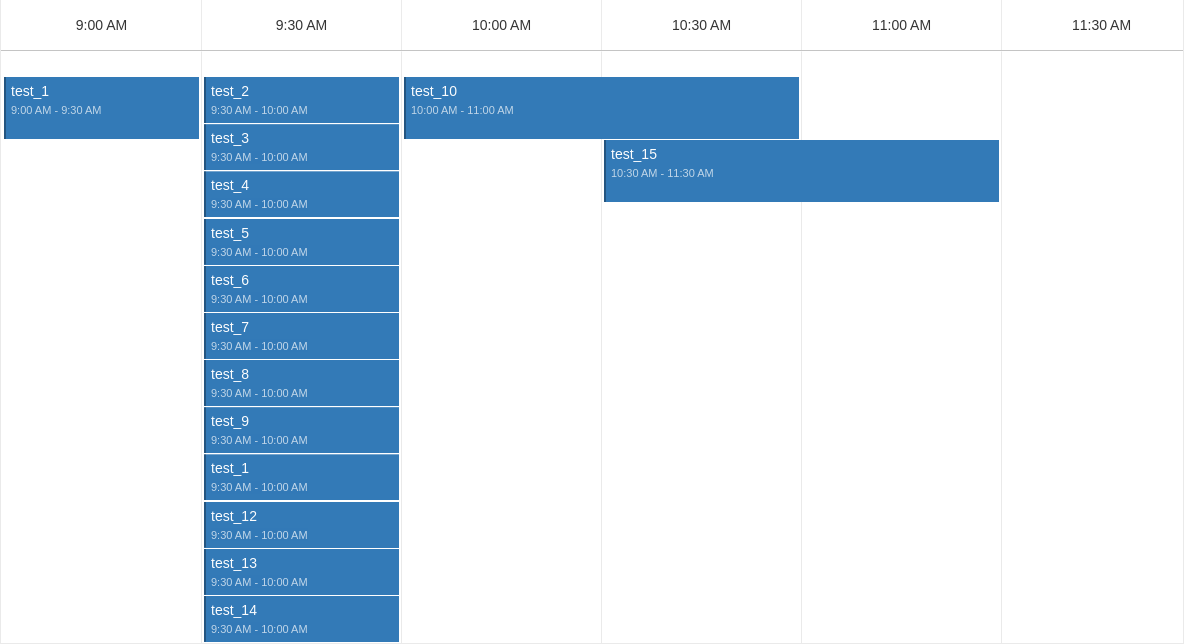 9:00 AM
9:30 AM
10:00 AM
10:30 AM
11:00 AM
11:30 AM
test_1
9:00 AM - 9:30 AM
test_2
9:30 AM - 10:00 AM
test_3
9:30 AM - 10:00 AM
test_4
9:30 AM - 10:00 AM
test_5
9:30 AM - 10:00 AM
test_6
9:30 AM - 10:00 AM
test_7
9:30 AM - 10:00 AM
test_8
9:30 AM - 10:00 AM
test_9
9:30 AM - 10:00 AM
test_1
9:30 AM - 10:00 AM
test_12
9:30 AM - 10:00 AM
test_13
9:30 AM - 10:00 AM
test_14
9:30 AM - 10:00 AM
test_10
10:00 AM - 11:00 AM
test_15
10:30 AM - 11:30 AM